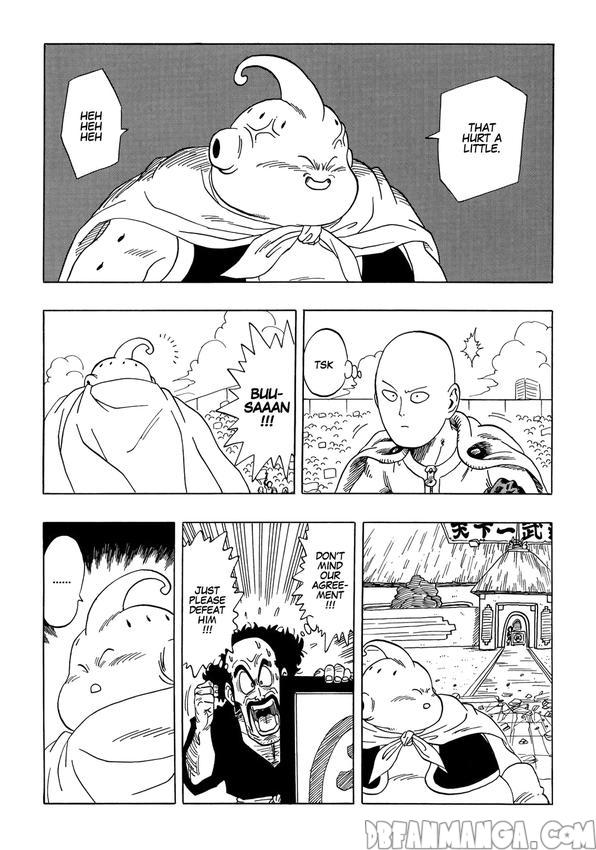 THAT
HURT A
LITTLE.
HEH
HEH
HEH
TSK
BUU-
SAAAN
!!!
天下一武
DON'T
MIND
OUR
AGREE-
MENT
!!!
JUST
PLEASE
DEFEAT
HIM
!!!
.......
DBFANMANGA.COM